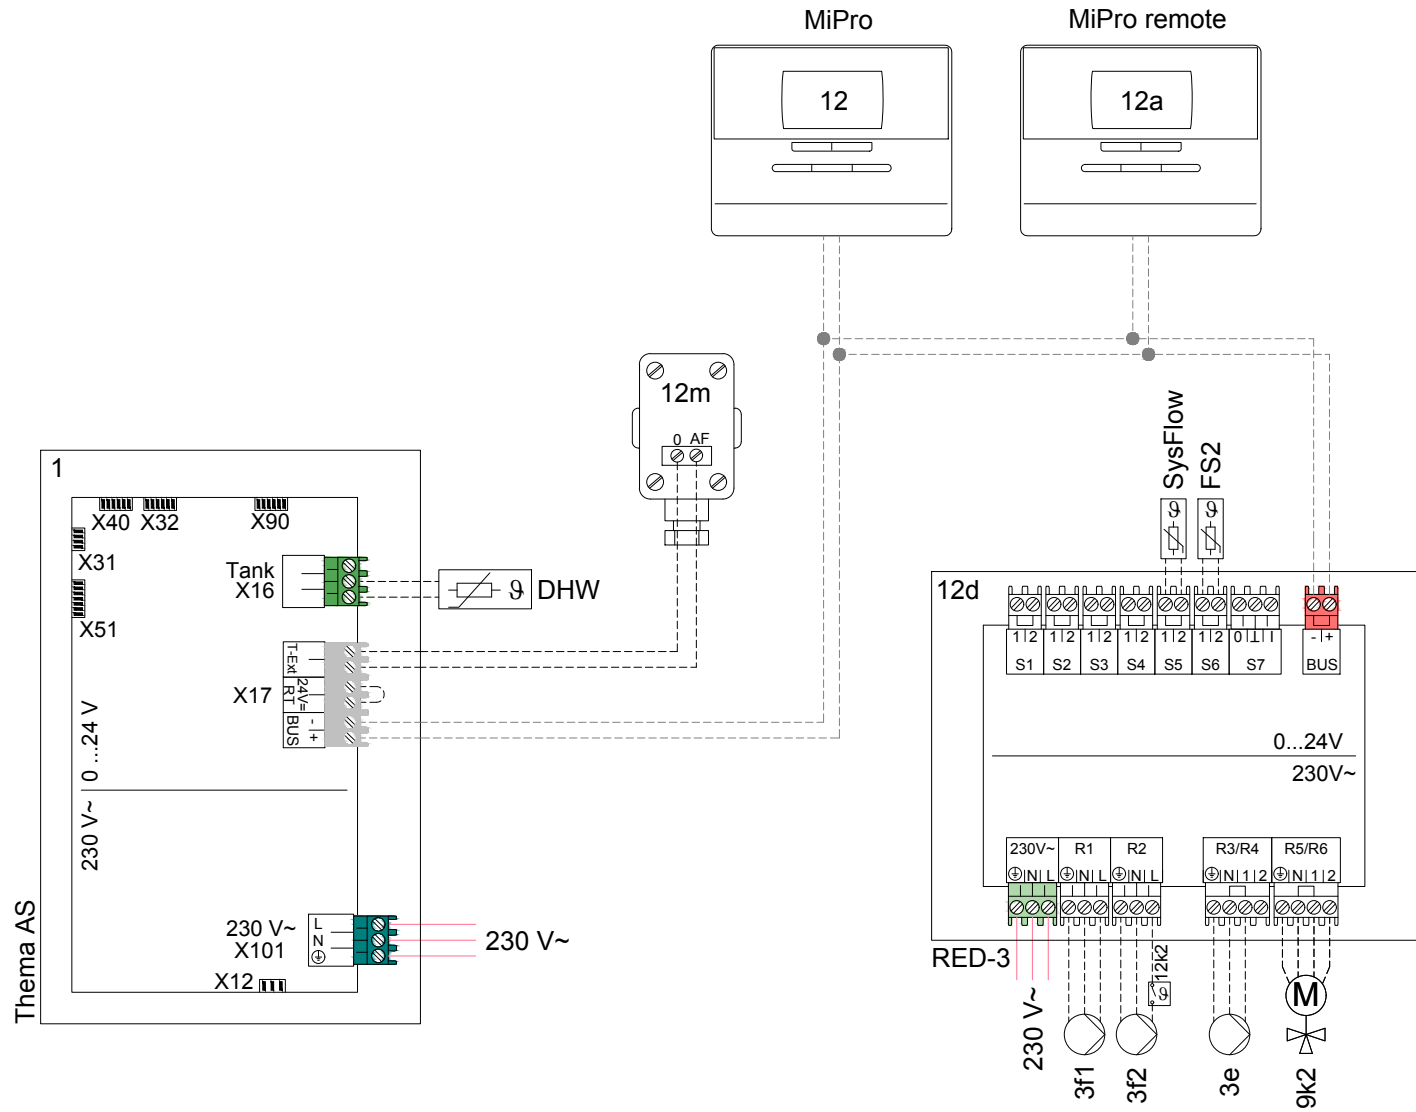 MiPro
MiPro remote
12
12a
12m
0 AF
1
X40
X32
X90
X31
X51
Tank
X16
ϑ
DHW
T-Ext
X17
24V=
RT
BUS
-
+
0 ...24 V
230 V~
230 V~
X101
L
N
230 V~
X12
Thema AS
SysFlow
FS2
ϑ
ϑ
12d
1|2
1|2
1|2
1|2
1|2
1|2
0|⊥|I
-|+
S1
S2
S3
S4
S5
S6
S7
BUS
0...24V
230V~
230V~
R1
R2
R3/R4
R5/R6
N| L
N| L
N| L
N|1|2
N|1|2
RED-3
12k2
ϑ
M
230 V~
3f1
3f2
3e
9k2